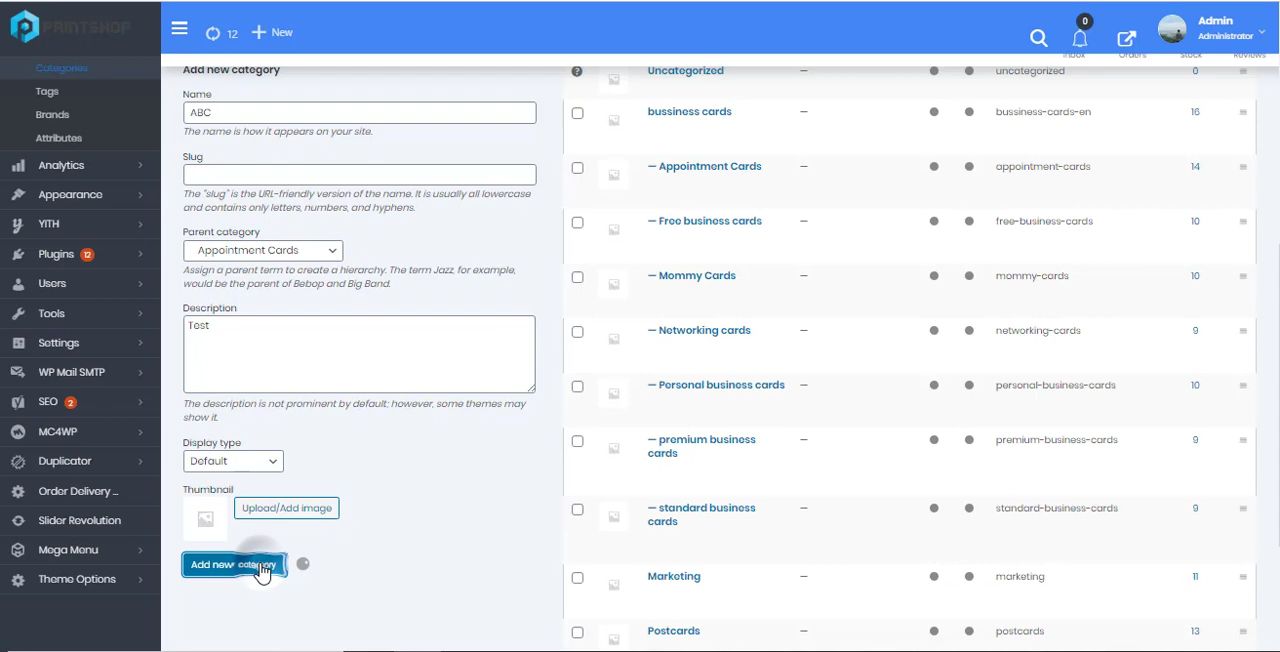 PRINTSHOP
12
New
0
Admin
Administrator
Inbox
Orders
Stock
Reviews
Categories
Tags
Brands
Attributes
Analytics
Appearance
YITH
Plugins 12
Users
Tools
Settings
WP Mail SMTP
SEO 2
MC4WP
Duplicator
Order Delivery ...
Slider Revolution
Mega Menu
Theme Options
Add new category
Name
ABC
The name is how it appears on your site.
Slug
The "slug" is the URL-friendly version of the name. It is usually all lowercase
and contains only letters, numbers, and hyphens.
Parent category
Appointment Cards
Assign a parent term to create a hierarchy. The term Jazz, for example,
would be the parent of Bebop and Big Band.
Description
Test
The description is not prominent by default; however, some themes may
show it.
Display type
Default
Thumbnail
Upload/Add image
Add new category
Uncategorized — uncategorized 0
bussiness cards — bussiness-cards-en 16
— Appointment Cards — appointment-cards 14
— Free business cards — free-business-cards 10
— Mommy Cards — mommy-cards 10
— Networking cards — networking-cards 9
— Personal business cards — personal-business-cards 10
— premium business — premium-business-cards 9
cards
— standard business — standard-business-cards 9
cards
Marketing — marketing 11
Postcards — postcards 13